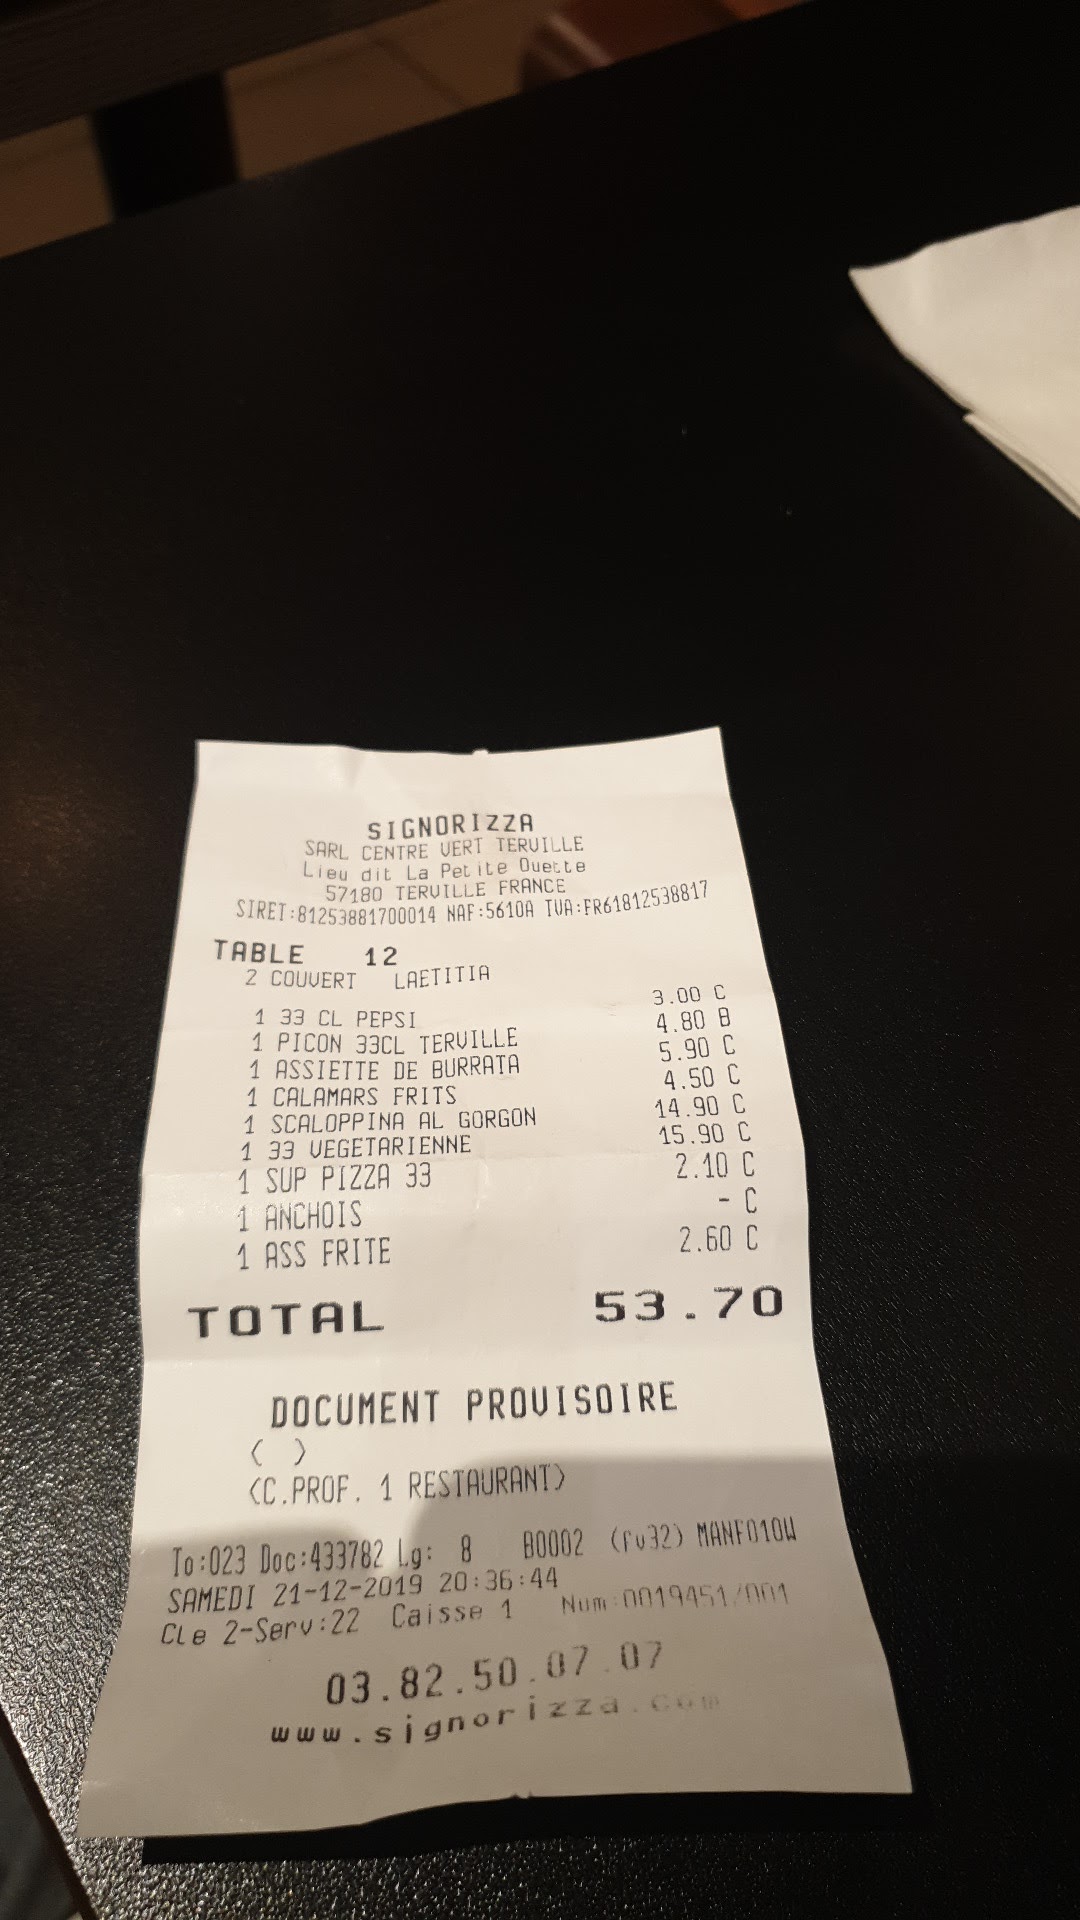 SIGNORIZZA
SARL CENTRE VERT TERVILLE
Lieu dit La Petite Ouette
57180 TERVILLE FRANCE
SIRET:81253881700014 NAF:5610A TVA:FR61812538817
TABLE 12
2 COUVERT LAETITIA
1 33 CL PEPSI 3.00 C
1 PICON 33CL TERVILLE 4.80 B
1 ASSIETTE DE BURRATA 5.90 C
1 CALAMARS FRITS 4.50 C
1 SCALOPPINA AL GORGON 14.90 C
1 33 VEGETARIENNE 15.90 C
1 SUP PIZZA 33 2.10 C
1 ANCHOIS - C
1 ASS FRITE 2.60 C
TOTAL 53.70
DOCUMENT PROVISOIRE
( )
(C.PROF. 1 RESTAURANT)
To:023 Doc:433782 Lg: 8 B0002 (fv32) MANF010W
SAMEDI 21-12-2019 20:36:44
Cle 2-Serv:22 Caisse 1 Num:0019451/001
03.82.50.07.07
www.signorizza.com